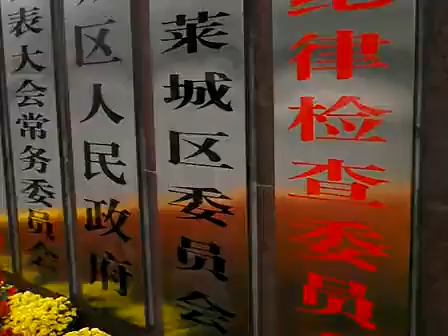 表大会常务委员会
区人民政府
莱城区委员会
纪律检查委员